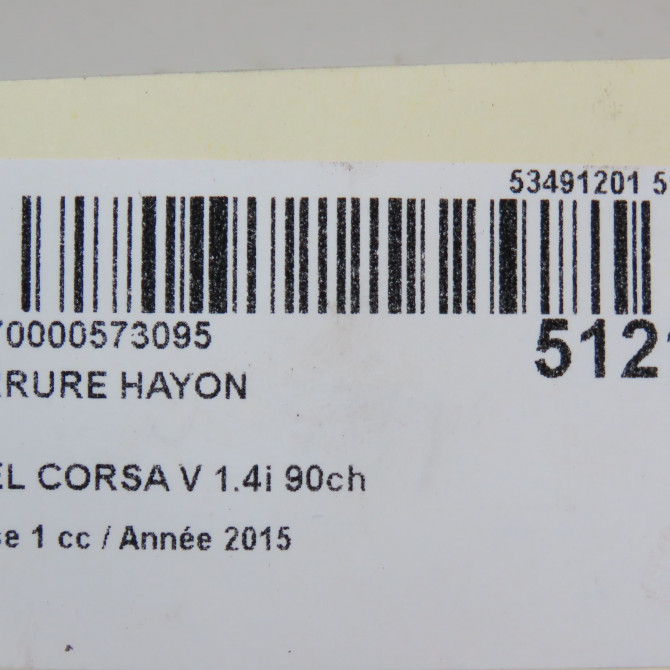 53491201 5
70000573095
5121
RRURE HAYON
EL CORSA V 1.4i 90ch
se 1 cc / Année 2015